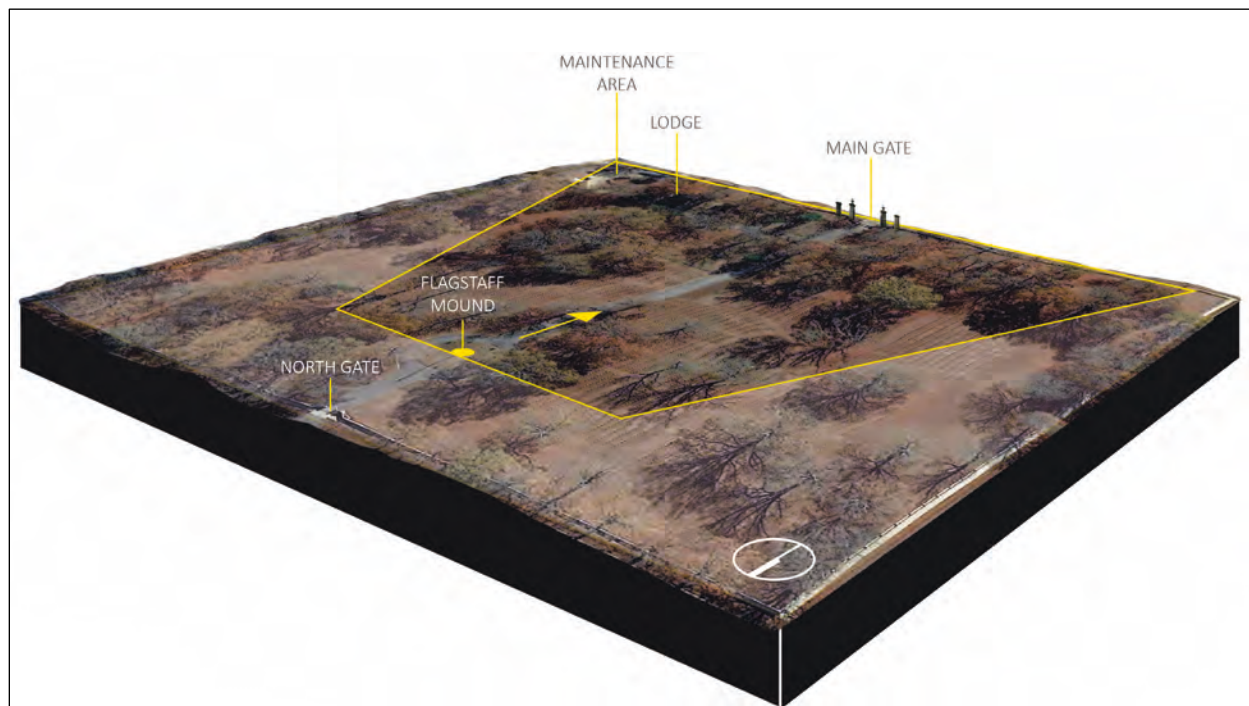 MAINTENANCE
AREA
LODGE
MAIN GATE
FLAGSTAFF
MOUND
NORTH GATE